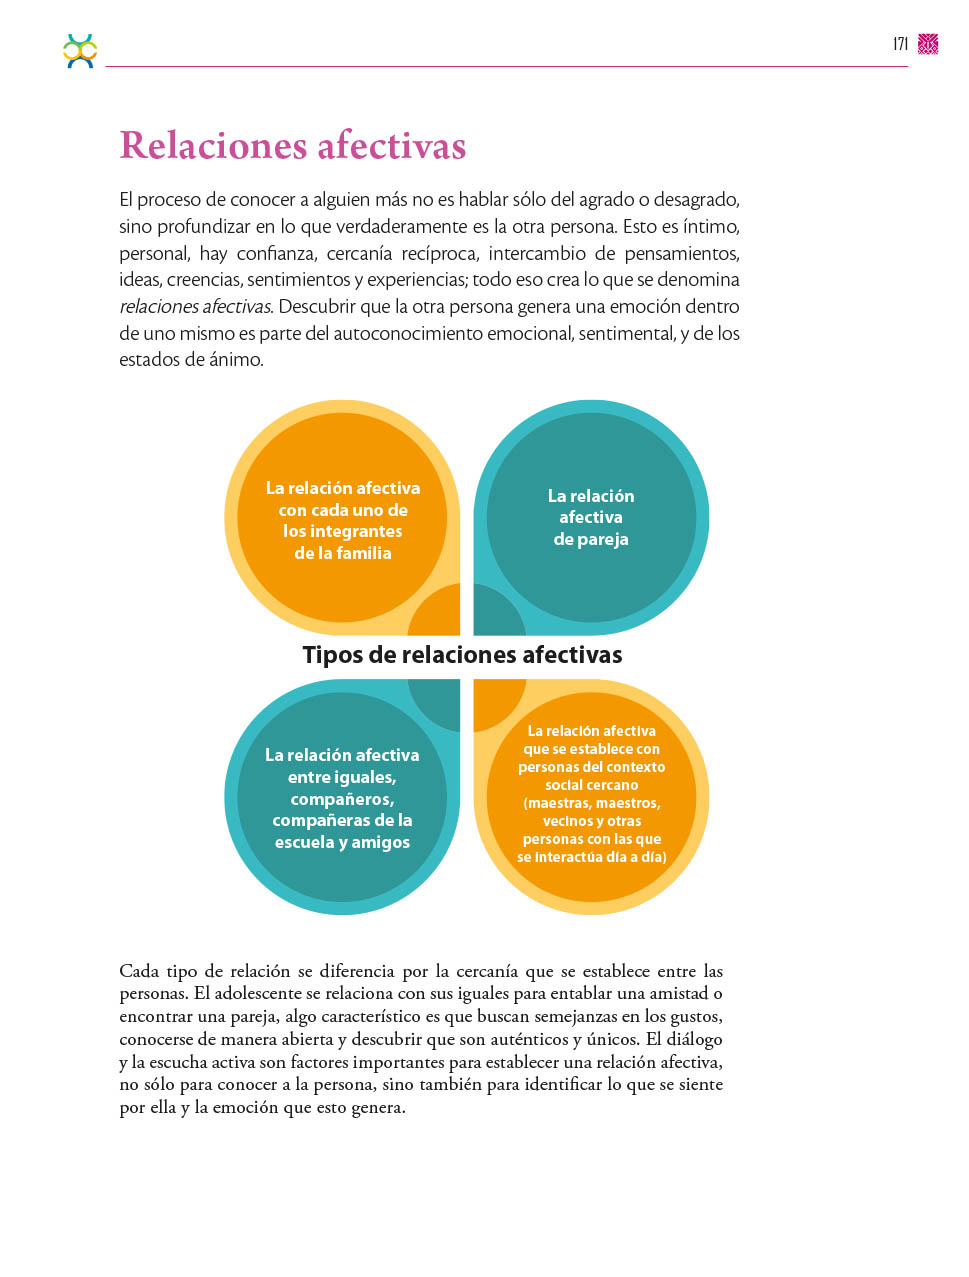 171
Relaciones afectivas
El proceso de conocer a alguien más no es hablar sólo del agrado o desagrado,
sino profundizar en lo que verdaderamente es la otra persona. Esto es íntimo,
personal, hay confianza, cercanía recíproca, intercambio de pensamientos,
ideas, creencias, sentimientos y experiencias; todo eso crea lo que se denomina
relaciones afectivas. Descubrir que la otra persona genera una emoción dentro
de uno mismo es parte del autoconocimiento emocional, sentimental, y de los
estados de ánimo.
La relación afectiva
con cada uno de
los integrantes
de la familia
La relación
afectiva
de pareja
Tipos de relaciones afectivas
La relación afectiva
entre iguales,
compañeros,
compañeras de la
escuela y amigos
La relación afectiva
que se establece con
personas del contexto
social cercano
(maestras, maestros,
vecinos y otras
personas con las que
se interactúa día a día)
Cada tipo de relación se diferencia por la cercanía que se establece entre las
personas. El adolescente se relaciona con sus iguales para entablar una amistad o
encontrar una pareja, algo característico es que buscan semejanzas en los gustos,
conocerse de manera abierta y descubrir que son auténticos y únicos. El diálogo
y la escucha activa son factores importantes para establecer una relación afectiva,
no sólo para conocer a la persona, sino también para identificar lo que se siente
por ella y la emoción que esto genera.